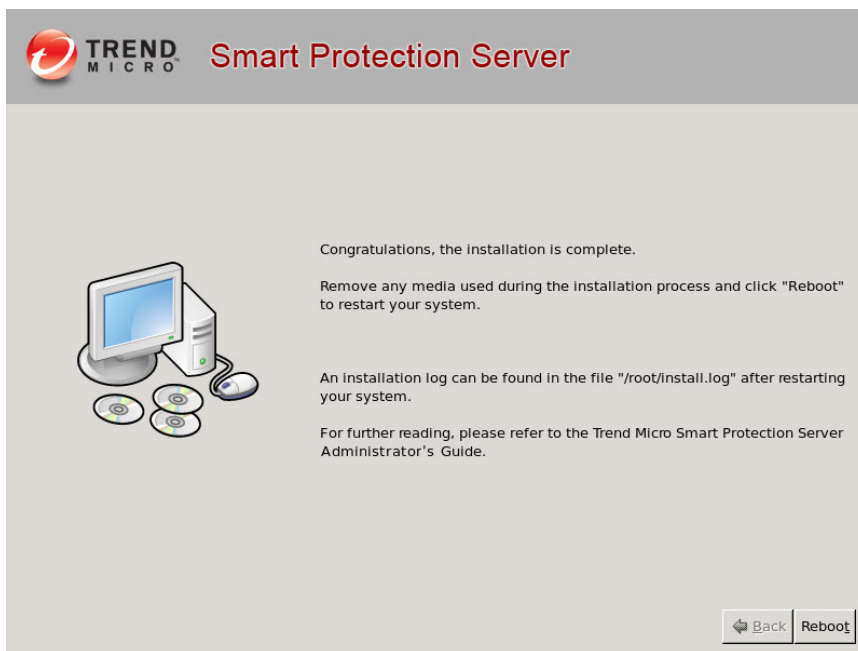 TREND
MICRO™
Smart Protection Server
Congratulations, the installation is complete.
Remove any media used during the installation process and click "Reboot"
to restart your system.
An installation log can be found in the file "/root/install.log" after restarting
your system.
For further reading, please refer to the Trend Micro Smart Protection Server
Administrator's Guide.
Back
Reboot